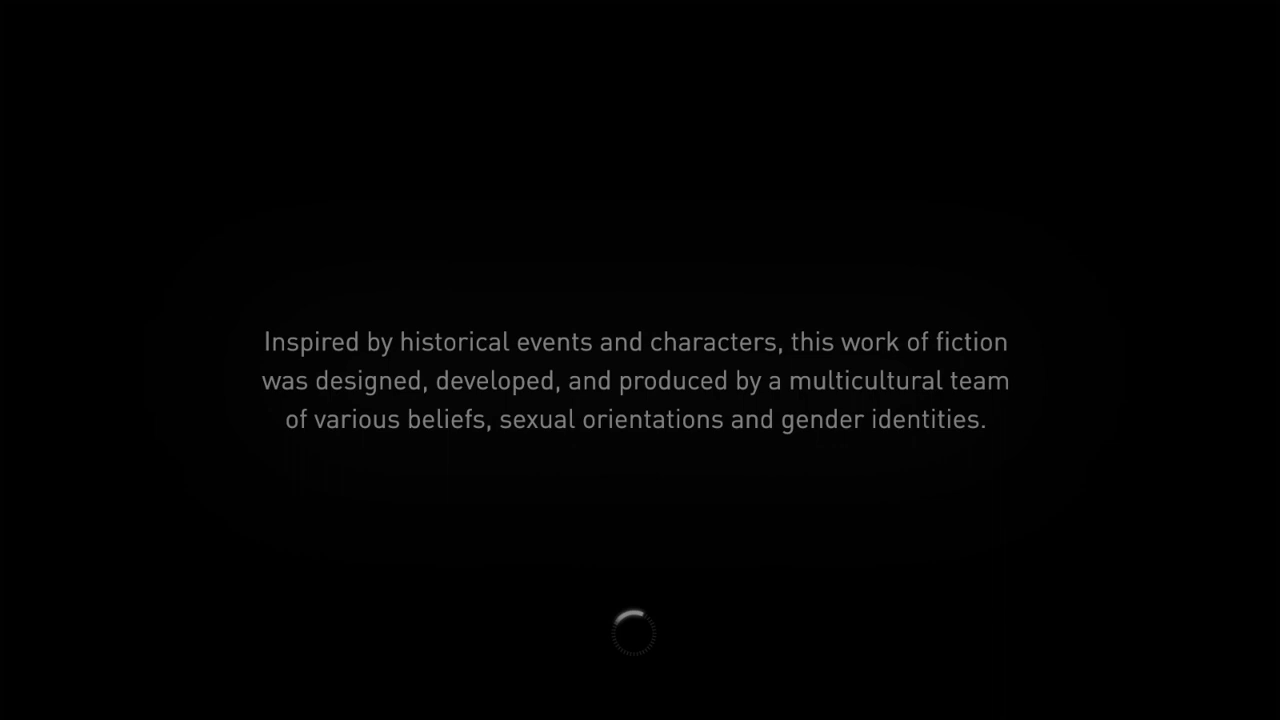 Inspired by historical events and characters, this work of fiction
was designed, developed, and produced by a multicultural team
of various beliefs, sexual orientations and gender identities.